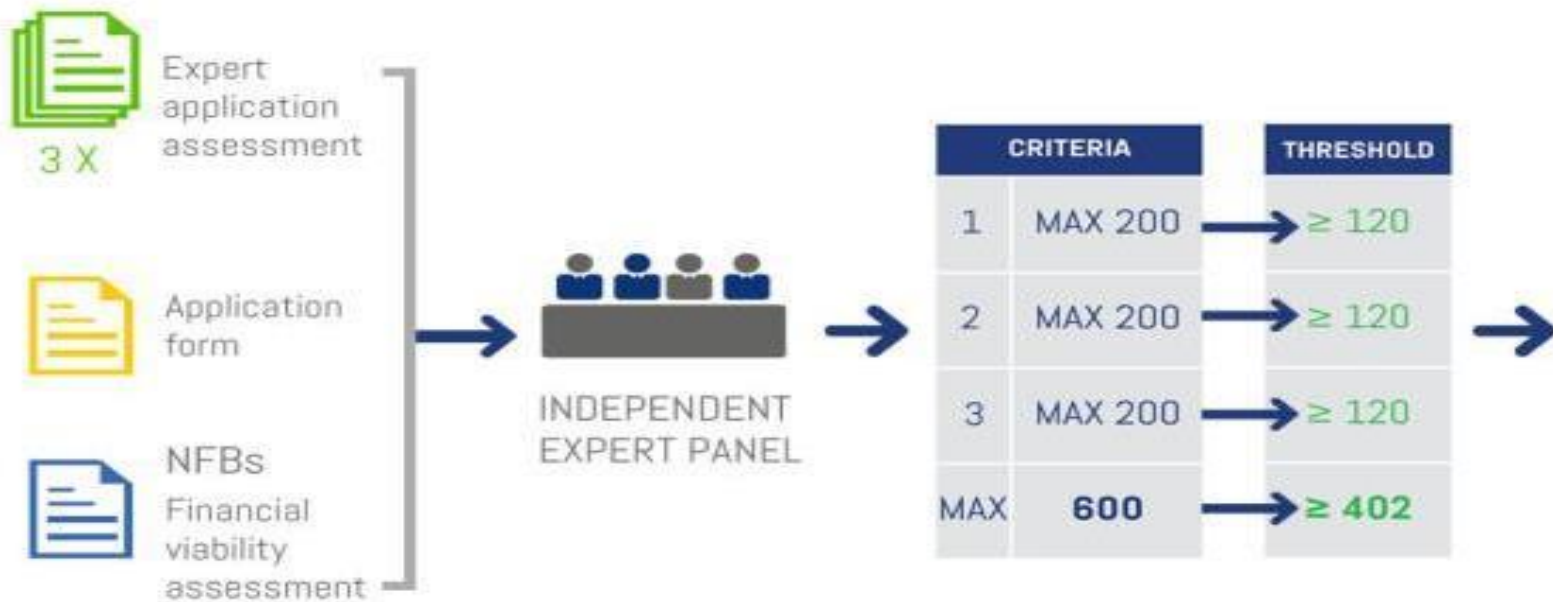 Expert
application
assessment
3 X
Application
form
NFBs
Financial
viability
assessment
INDEPENDENT
EXPERT PANEL
CRITERIA THRESHOLD
1 MAX 200 ≥ 120
2 MAX 200 ≥ 120
3 MAX 200 ≥ 120
MAX 600 ≥ 402